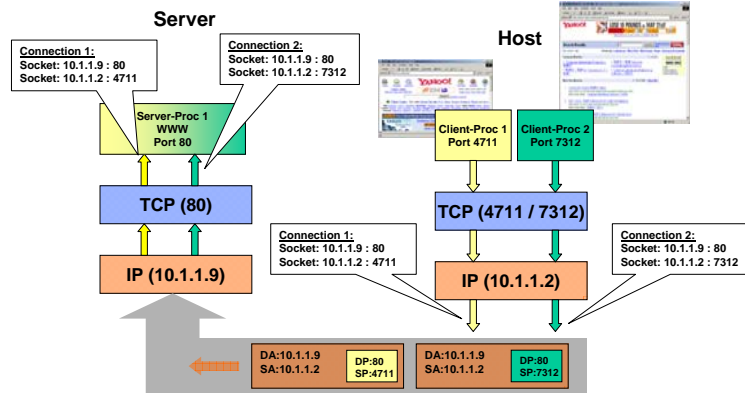 Server
Host
Connection 1:
Socket: 10.1.1.9 : 80
Socket: 10.1.1.2 : 4711
Connection 2:
Socket: 10.1.1.9 : 80
Socket: 10.1.1.2 : 7312
YAHOO!
YAHOO!
Server-Proc 1
WWW
Port 80
Client-Proc 1
Port 4711
Client-Proc 2
Port 7312
TCP (80)
TCP (4711 / 7312)
Connection 1:
Socket: 10.1.1.9 : 80
Socket: 10.1.1.2 : 4711
Connection 2:
Socket: 10.1.1.9 : 80
Socket: 10.1.1.2 : 7312
IP (10.1.1.9)
IP (10.1.1.2)
DA:10.1.1.9
SA:10.1.1.2
DP:80
SP:4711
DA:10.1.1.9
SA:10.1.1.2
DP:80
SP:7312